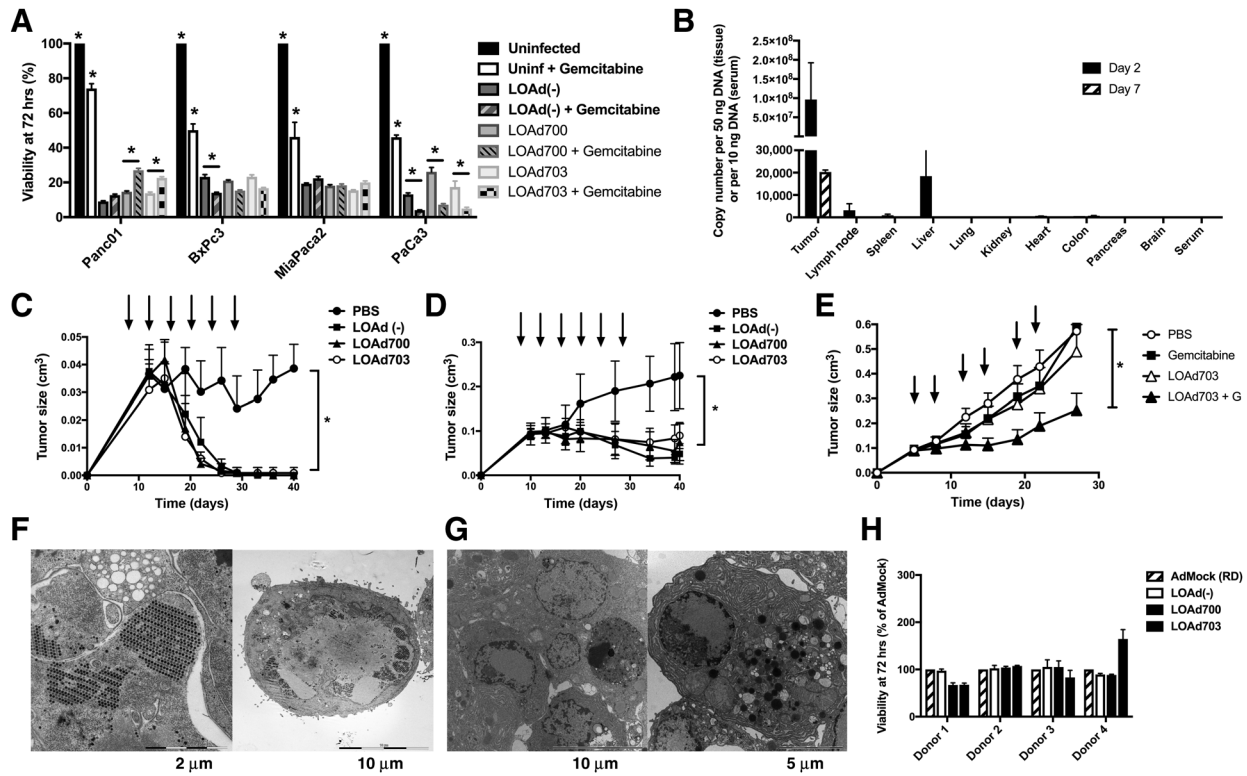 A
Viability at 72 hrs (%)
100
80
60
40
20
0
*
*
*
*
*
*
*
*
*
*
*
*
*
*
Panc01
BxPc3
MiaPaca2
PaCa3
Uninfected
Uninf + Gemcitabine
LOAd(-)
LOAd(-) + Gemcitabine
LOAd700
LOAd700 + Gemcitabine
LOAd703
LOAd703 + Gemcitabine
B
Copy number per 50 ng DNA (tissue)
or per 10 ng DNA (serum)
2.5×10⁸
2.0×10⁸
1.5×10⁸
1.0×10⁸
5.0×10⁷
30,000
20,000
10,000
0
Day 2
Day 7
Tumor
Lymph node
Spleen
Liver
Lung
Kidney
Heart
Colon
Pancreas
Brain
Serum
C
Tumor size (cm³)
0.05
0.04
0.03
0.02
0.01
0.00
0
10
20
30
40
Time (days)
PBS
LOAd (-)
LOAd700
LOAd703
*
D
Tumor size (cm³)
0.3
0.2
0.1
0.0
0
10
20
30
40
Time (days)
PBS
LOAd(-)
LOAd700
LOAd703
*
E
Tumor size (cm³)
0.6
0.5
0.4
0.3
0.2
0.1
0.0
0
10
20
30
Time (days)
PBS
Gemcitabine
LOAd703
LOAd703 + G
*
F
2 μm
10 μm
G
10 μm
5 μm
H
Viability at 72 hrs (% of AdMock)
300
200
100
50
0
Donor 1
Donor 2
Donor 3
Donor 4
AdMock (RD)
LOAd(-)
LOAd700
LOAd703